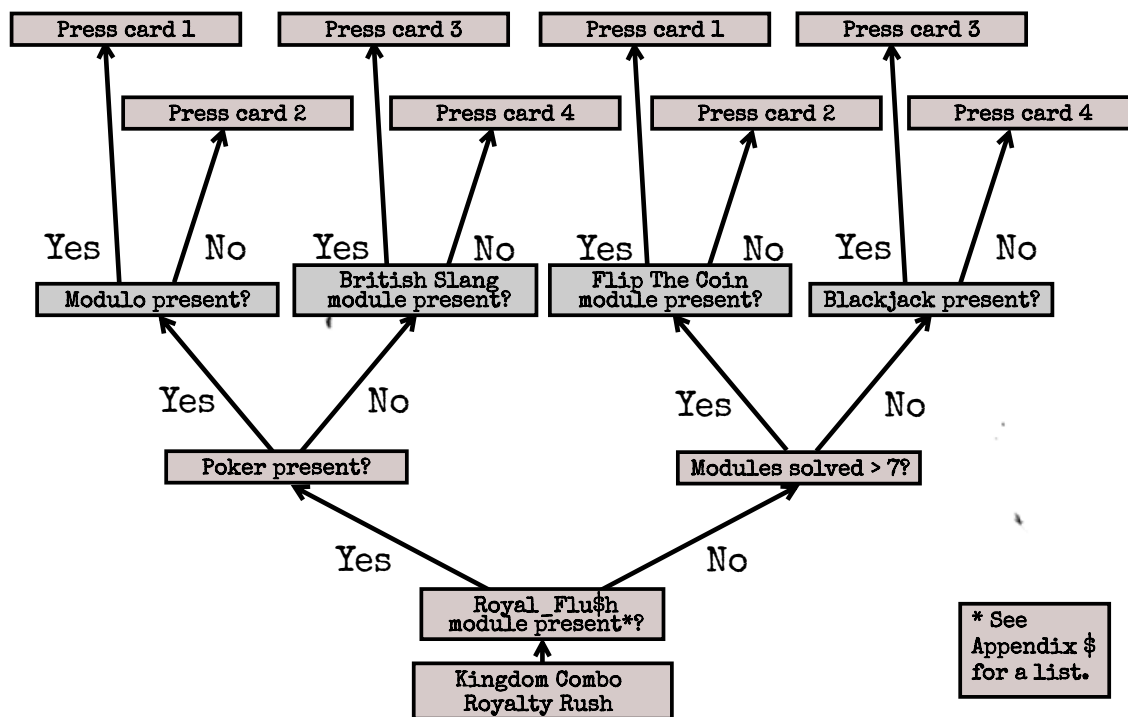 Press card 1
Press card 3
Press card 1
Press card 3
Press card 2
Press card 4
Press card 2
Press card 4
Yes
No
Yes
No
Yes
No
Yes
No
Modulo present?
British Slang
module present?
Flip The Coin
module present?
Blackjack present?
Yes
No
Yes
No
Poker present?
Modules solved > 7?
Yes
No
Royal_Flu$h
module present*?
* See
Appendix $
for a list.
Kingdom Combo
Royalty Rush